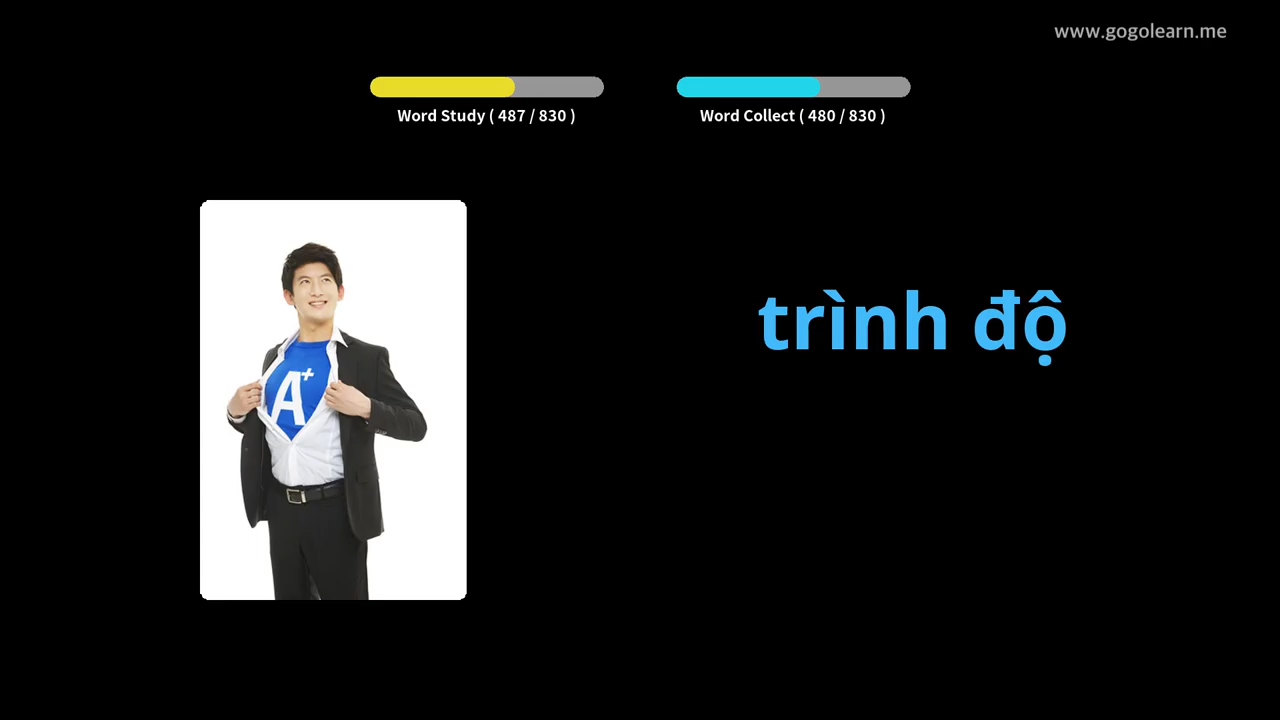 www.gogolearn.me
Word Study ( 487 / 830 )
Word Collect ( 480 / 830 )
trình độ
A+